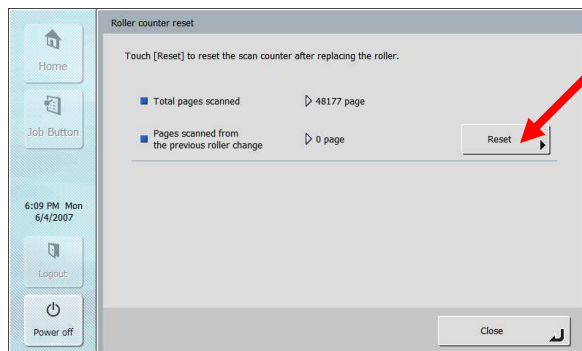 Roller counter reset
Home
Touch [Reset] to reset the scan counter after replacing the roller.
Total pages scanned
48177 page
Job Button
Pages scanned from
the previous roller change
0 page
Reset
6:09 PM Mon
6/4/2007
Logout
Power off
Close